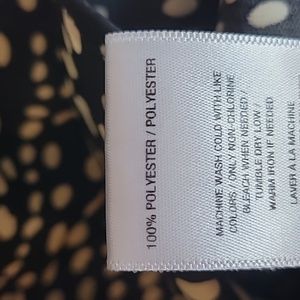 100% POLYESTER / POLYESTER
MACHINE WASH COLD WITH LIKE
COLORS, ONLY NON-CHLORINE
BLEACH WHEN NEEDED /
TUMBLE DRY LOW /
WARM IRON IF NEEDED
LAVER A LA MACHINE